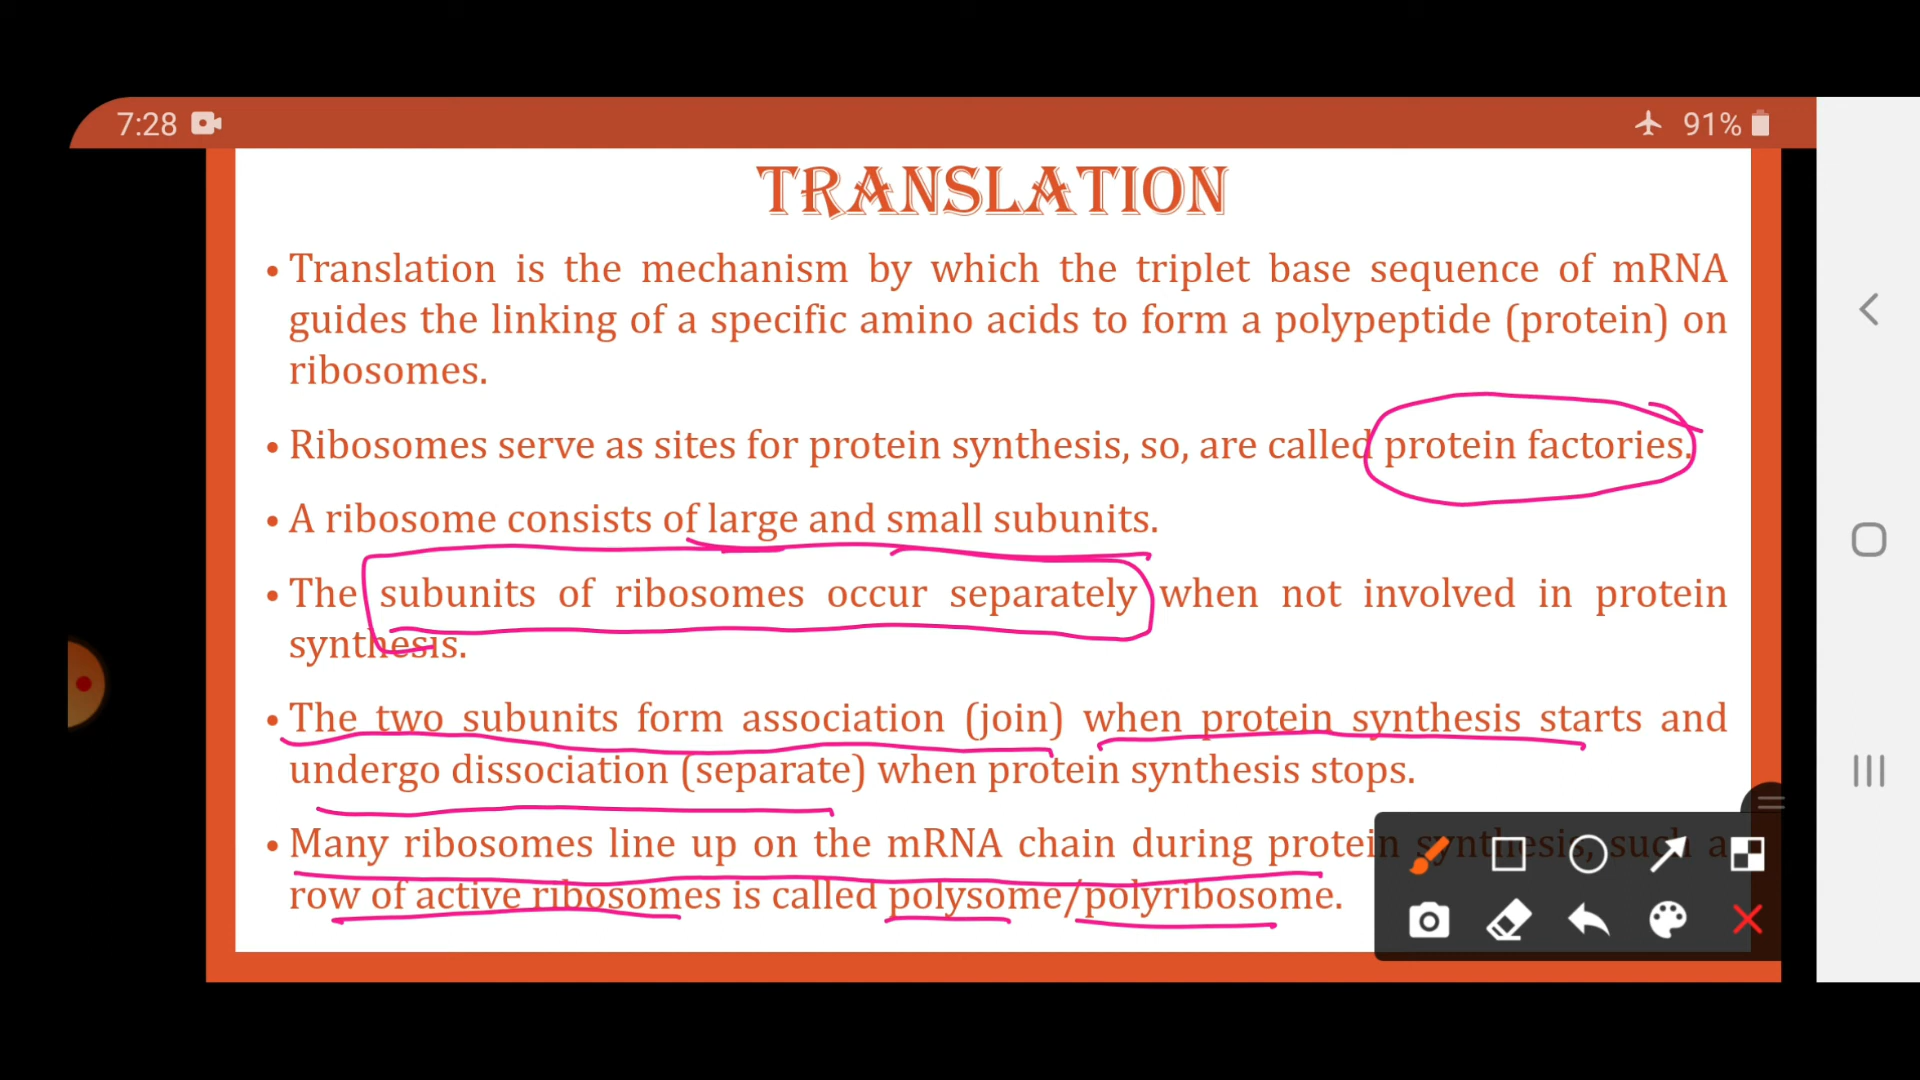 7:28
91%
TRANSLATION
• Translation is the mechanism by which the triplet base sequence of mRNA
guides the linking of a specific amino acids to form a polypeptide (protein) on
ribosomes.
• Ribosomes serve as sites for protein synthesis, so, are called protein factories.
• A ribosome consists of large and small subunits.
• The subunits of ribosomes occur separately when not involved in protein
synthesis.
• The two subunits form association (join) when protein synthesis starts and
undergo dissociation (separate) when protein synthesis stops.
• Many ribosomes line up on the mRNA chain during protein synthesis, such a
row of active ribosomes is called polysome/polyribosome.